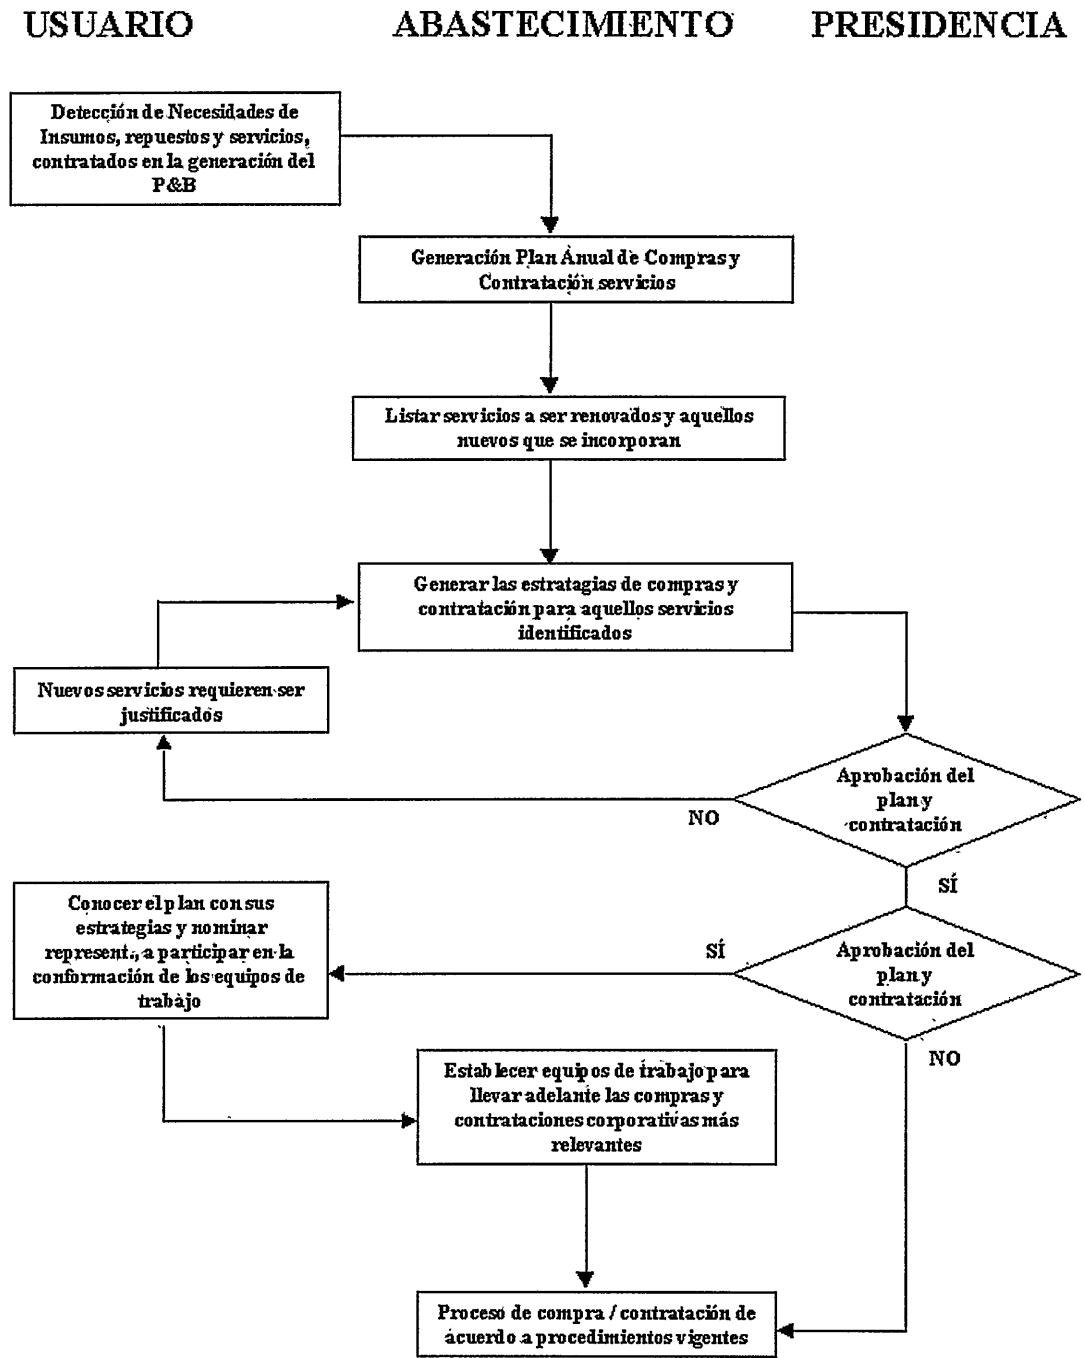 USUARIO ABASTECIMIENTO PRESIDENCIA
Detección de Necesidades de
Insumos, repuestos y servicios,
contratados en la generación del
P&B
Generación Plan Anual de Compras y
Contratación servicios
Listar servicios a ser renovados y aquellos
nuevos que se incorporan
Generar las estratagias de compras y
contratación para aquellos servicios
identificados
Nuevos servicios requieren ser
justificados
Aprobación del
plan y
contratación
NO
SÍ
Conocer el plan con sus
estrategias y nominar
represent., a participar en la
conformación de los equipos de
trabajo
SÍ
Aprobación del
plan y
contratación
NO
Establecer equipos de trabajo para
llevar adelante las compras y
contrataciones corporativas más
relevantes
Proceso de compra / contratación de
acuerdo a procedimientos vigentes